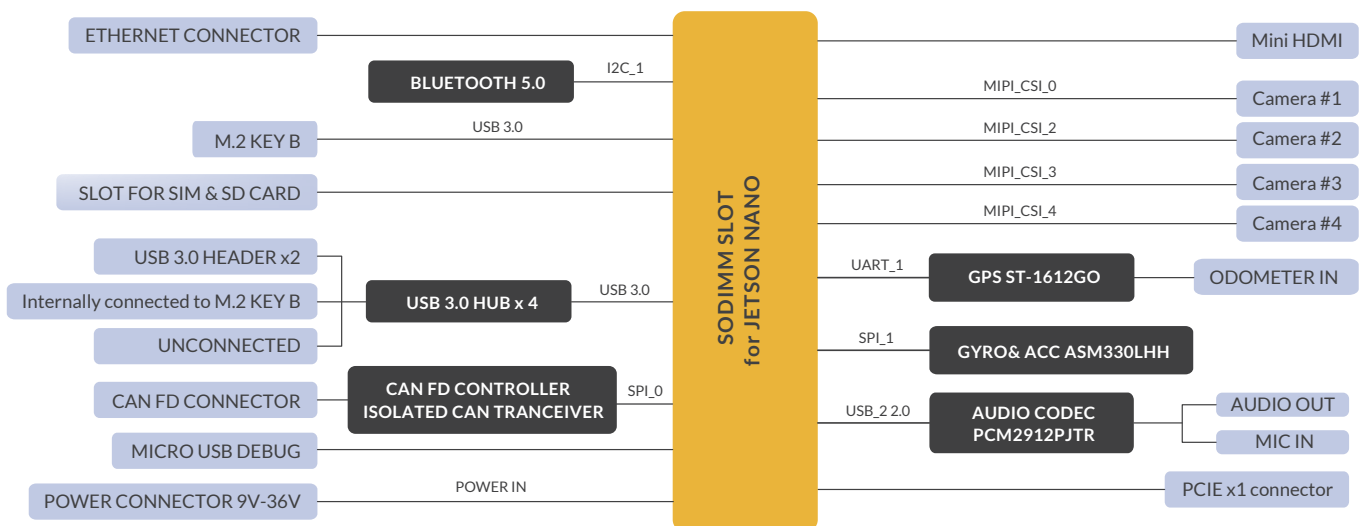 ETHERNET CONNECTOR
BLUETOOTH 5.0
I2C_1
M.2 KEY B
USB 3.0
SLOT FOR SIM & SD CARD
USB 3.0 HEADER x2
Internally connected to M.2 KEY B
UNCONNECTED
USB 3.0 HUB x 4
USB 3.0
CAN FD CONNECTOR
CAN FD CONTROLLER
ISOLATED CAN TRANCEIVER
SPI_0
MICRO USB DEBUG
POWER CONNECTOR 9V-36V
POWER IN
SODIMM SLOT
for JETSON NANO
Mini HDMI
MIPI_CSI_0
Camera #1
MIPI_CSI_2
Camera #2
MIPI_CSI_3
Camera #3
MIPI_CSI_4
Camera #4
UART_1
GPS ST-1612GO
ODOMETER IN
SPI_1
GYRO& ACC ASM330LHH
USB_2 2.0
AUDIO CODEC
PCM2912PJTR
AUDIO OUT
MIC IN
PCIE x1 connector